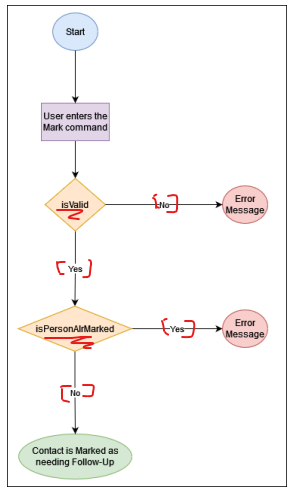 Start
User enters the
Mark command
isValid
No
Error
Message
Yes
isPersonAlrMarked
Yes
Error
Message
No
Contact is Marked as
needing Follow-Up